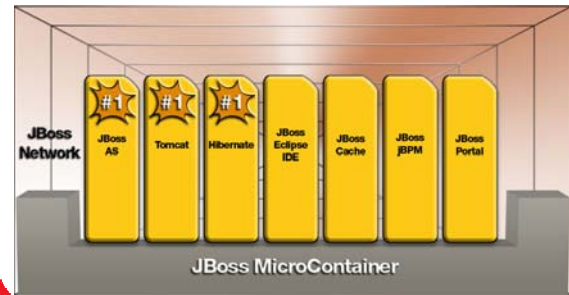 #1
#1
#1
JBoss
Network
JBoss
AS
Tomcat
Hibernate
JBoss
Eclipse
IDE
JBoss
Cache
JBoss
jBPM
JBoss
Portal
JBoss MicroContainer